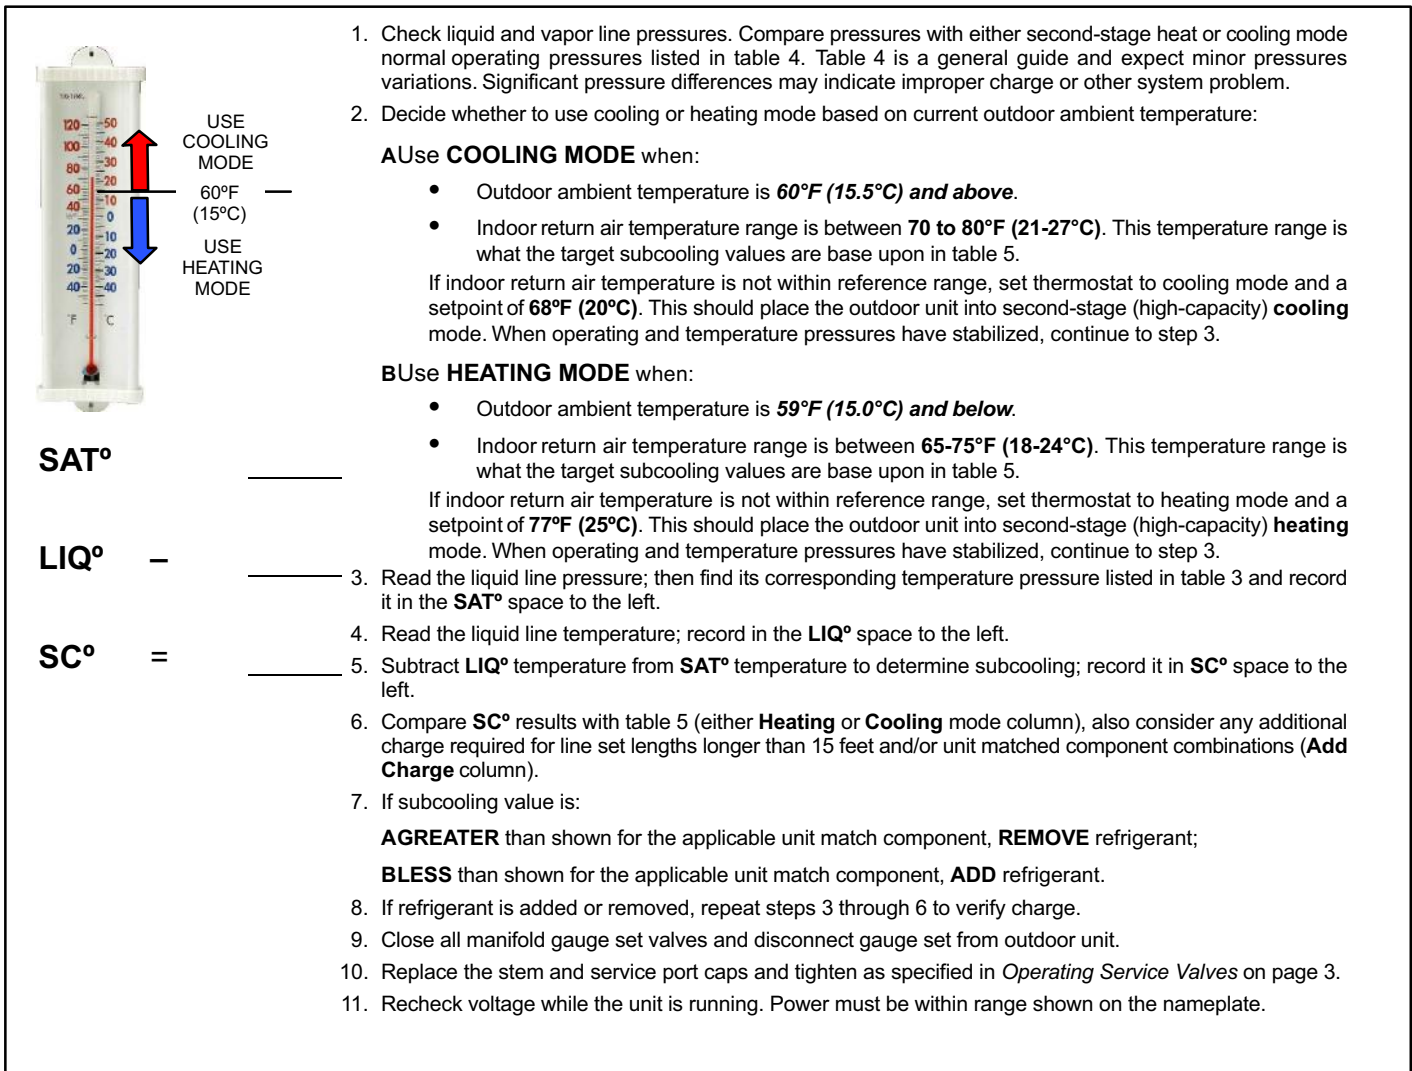 1. Check liquid and vapor line pressures. Compare pressures with either second-stage heat or cooling mode
normal operating pressures listed in table 4. Table 4 is a general guide and expect minor pressures
variations. Significant pressure differences may indicate improper charge or other system problem.
2. Decide whether to use cooling or heating mode based on current outdoor ambient temperature:
AUse COOLING MODE when:
• Outdoor ambient temperature is 60°F (15.5°C) and above.
• Indoor return air temperature range is between 70 to 80°F (21-27°C). This temperature range is
what the target subcooling values are base upon in table 5.
If indoor return air temperature is not within reference range, set thermostat to cooling mode and a
setpoint of 68ºF (20ºC). This should place the outdoor unit into second-stage (high-capacity) cooling
mode. When operating and temperature pressures have stabilized, continue to step 3.
BUse HEATING MODE when:
• Outdoor ambient temperature is 59°F (15.0°C) and below.
• Indoor return air temperature range is between 65-75°F (18-24°C). This temperature range is
what the target subcooling values are base upon in table 5.
If indoor return air temperature is not within reference range, set thermostat to heating mode and a
setpoint of 77ºF (25ºC). This should place the outdoor unit into second-stage (high-capacity) heating
mode. When operating and temperature pressures have stabilized, continue to step 3.
3. Read the liquid line pressure; then find its corresponding temperature pressure listed in table 3 and record
it in the SATº space to the left.
4. Read the liquid line temperature; record in the LIQº space to the left.
5. Subtract LIQº temperature from SATº temperature to determine subcooling; record it in SCº space to the
left.
6. Compare SCº results with table 5 (either Heating or Cooling mode column), also consider any additional
charge required for line set lengths longer than 15 feet and/or unit matched component combinations (Add
Charge column).
7. If subcooling value is:
AGREATER than shown for the applicable unit match component, REMOVE refrigerant;
BLESS than shown for the applicable unit match component, ADD refrigerant.
8. If refrigerant is added or removed, repeat steps 3 through 6 to verify charge.
9. Close all manifold gauge set valves and disconnect gauge set from outdoor unit.
10. Replace the stem and service port caps and tighten as specified in Operating Service Valves on page 3.
11. Recheck voltage while the unit is running. Power must be within range shown on the nameplate.
120 50
100 40
80 30
60 20
40 10
20 0
0 10
20 20
40 30
40
°F °C
USE
COOLING
MODE
60ºF
(15ºC)
USE
HEATING
MODE
SATº
LIQº –
SCº =